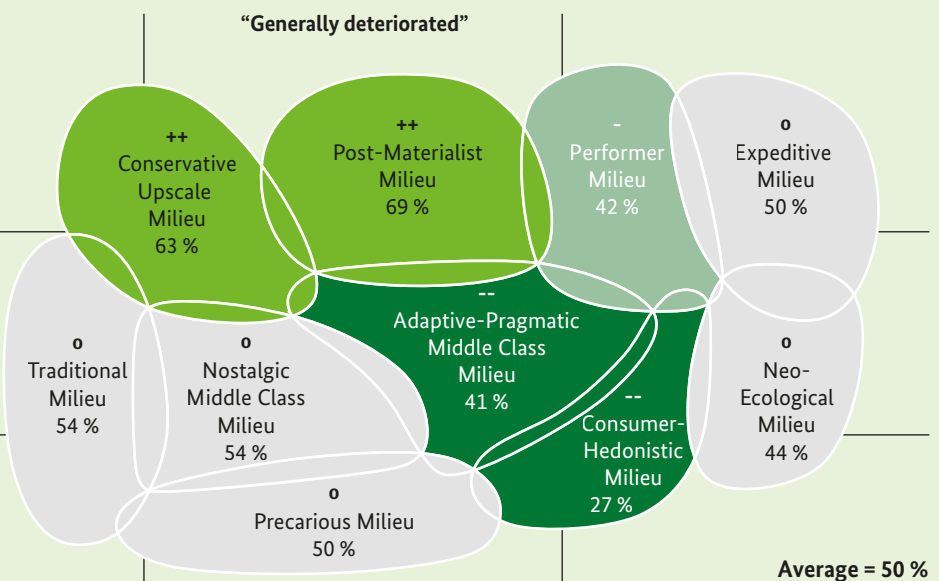 “Generally deteriorated”
++
Conservative
Upscale
Milieu
63 %
++
Post-Materialist
Milieu
69 %
-
Performer
Milieu
42 %
o
Expeditive
Milieu
50 %
o
Traditional
Milieu
54 %
o
Nostalgic
Middle Class
Milieu
54 %
--
Adaptive-Pragmatic
Middle Class
Milieu
41 %
--
Consumer-
Hedonistic
Milieu
27 %
o
Neo-
Ecological
Milieu
44 %
o
Precarious Milieu
50 %
Average = 50 %